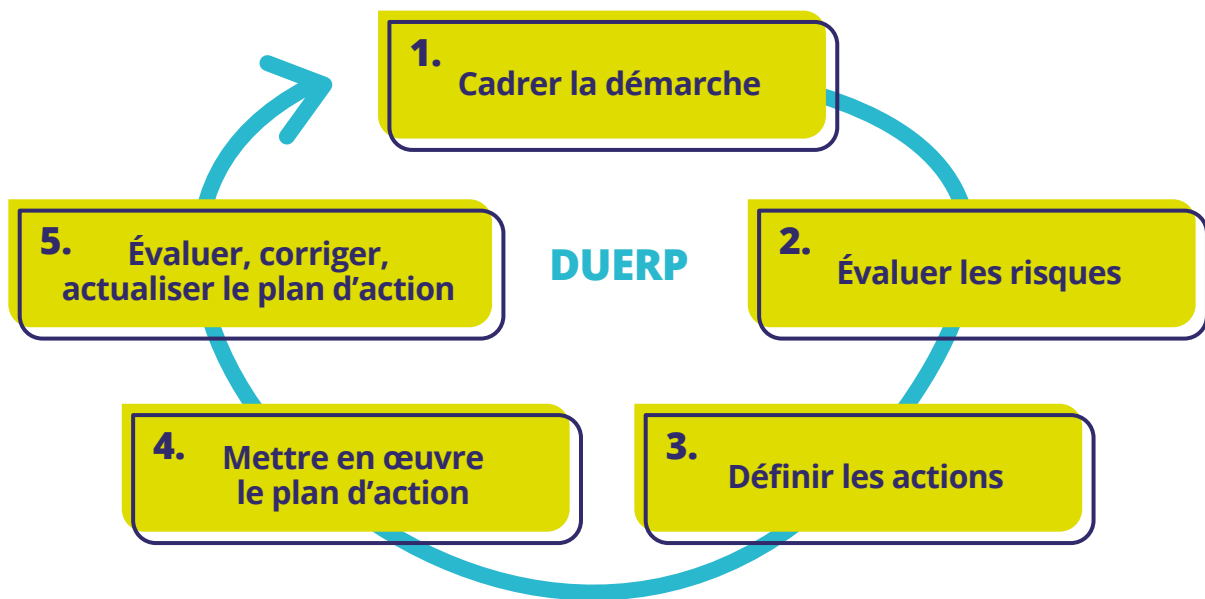 1.
Cadrer la démarche
2.
Évaluer les risques
3.
Définir les actions
4.
Mettre en œuvre
le plan d’action
5.
Évaluer, corriger,
actualiser le plan d’action
DUERP